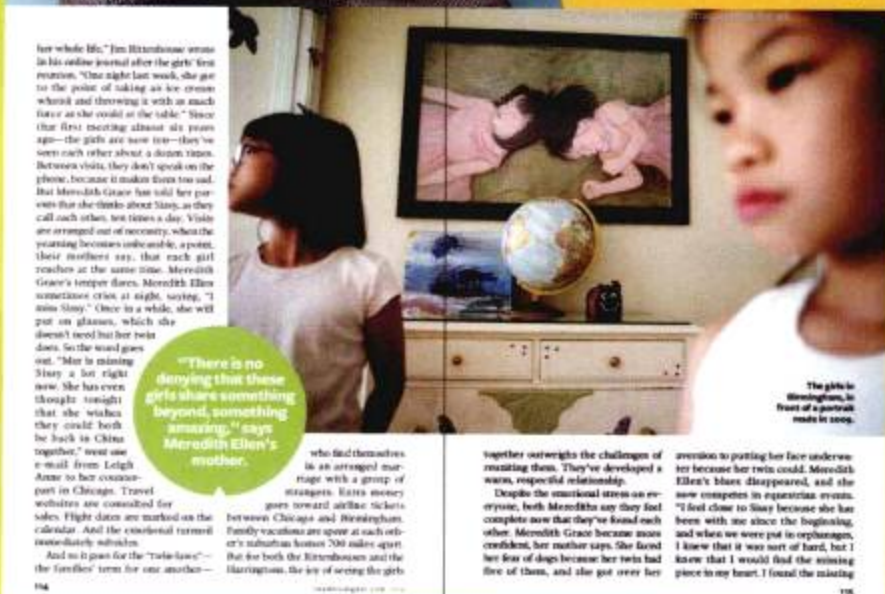 her whole life," Jim Rittenhouse wrote
in his online journal after the girls' first
reunion. "One night last week, she got
to the point of taking an ice cream
whorsit and throwing it with as much
force as she could at the table." Since
that first meeting almost six years
ago—the girls are now ten—they've
seen each other about a dozen times.
Between visits, they don't speak on the
phone, because it makes them too sad.
But Meredith Grace has told her par-
ents that she thinks about Sissy, as they
call each other, ten times a day. Visits
are arranged out of necessity, when the
yearning becomes unbearable, a point,
their mothers say, that each girl
reaches at the same time. Meredith
Grace's temper flares. Meredith Ellen
sometimes cries at night, saying, "I
miss Sissy." Once in a while, she will
put on glasses, which she
doesn't need but her twin
does. So the word goes
out. "Mer is missing
Sissy a lot right
now. She has even
thought tonight
that she wishes
they could both
be back in China
together," went one
e-mail from Leigh
Anne to her counter-
part in Chicago. Travel
websites are consulted for
sales. Flight dates are marked on the
calendar. And the emotional turmoil
immediately subsides.
And so it goes for the "twin-laws"—
the families' term for one another—
"There is no
denying that these
girls share something
beyond, something
amazing," says
Meredith Ellen's
mother.
who find themselves
in an arranged mar-
riage with a group of
strangers. Extra money
goes toward airline tickets
between Chicago and Birmingham.
Family vacations are spent at each oth-
er's suburban homes 700 miles apart.
But for both the Rittenhouses and the
Harringtons, the joy of seeing the girls
114
The girls in
Birmingham, in
front of a portrait
made in 2009.
together outweighs the challenges of
reuniting them. They've developed a
warm, respectful relationship.
Despite the emotional stress on ev-
eryone, both Merediths say they feel
complete now that they've found each
other. Meredith Grace became more
confident, her mother says. She faced
her fear of dogs because her twin had
five of them, and she got over her
aversion to putting her face underwa-
ter because her twin could. Meredith
Ellen's blues disappeared, and she
now competes in equestrian events.
"I feel close to Sissy because she has
been with me since the beginning,
and when we were put in orphanages,
I knew that it was sort of hard, but I
knew that I would find the missing
piece in my heart. I found the missing
115